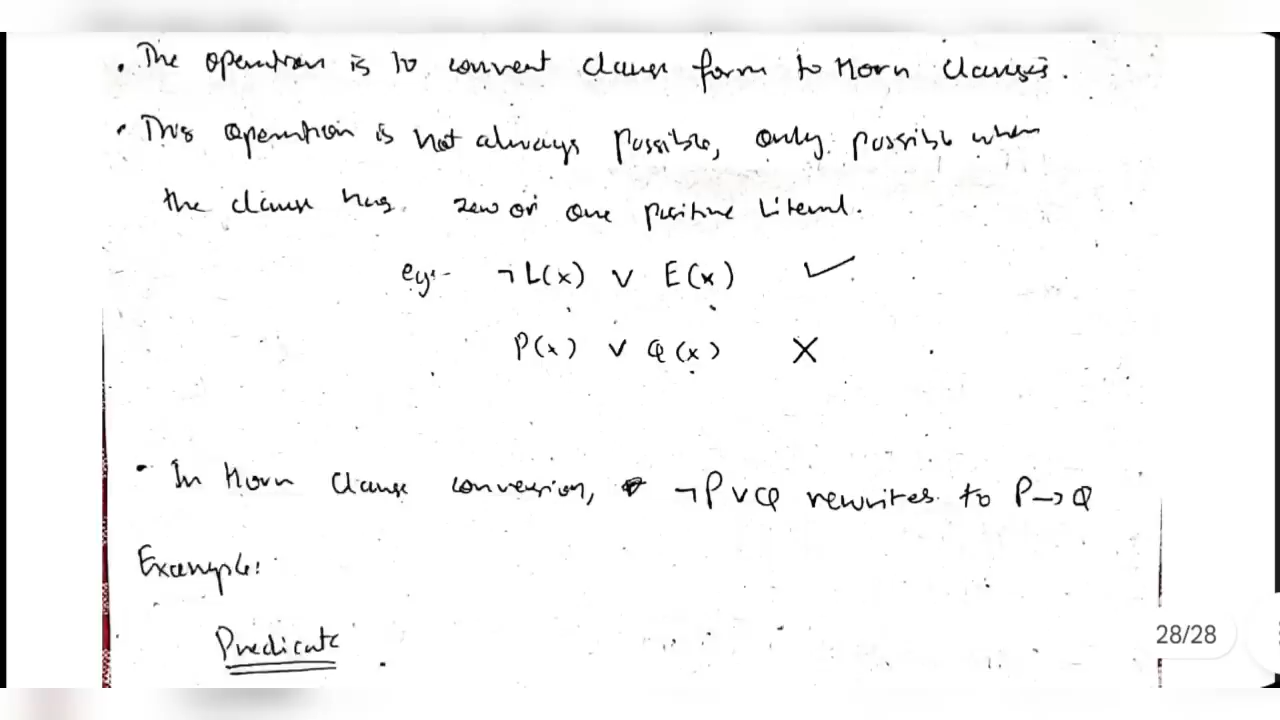 . The operation is to convert clause form to Horn clauses.
. This operation is not always possible, only possible when
the clause has zero or one positive literal.
eg:- ¬L(x) ∨ E(x) ✓
P(x) ∨ Q(x) X
. In Horn clause conversion, ¬P∨Q rewrites to P→Q
Example:
Predicate
28/28